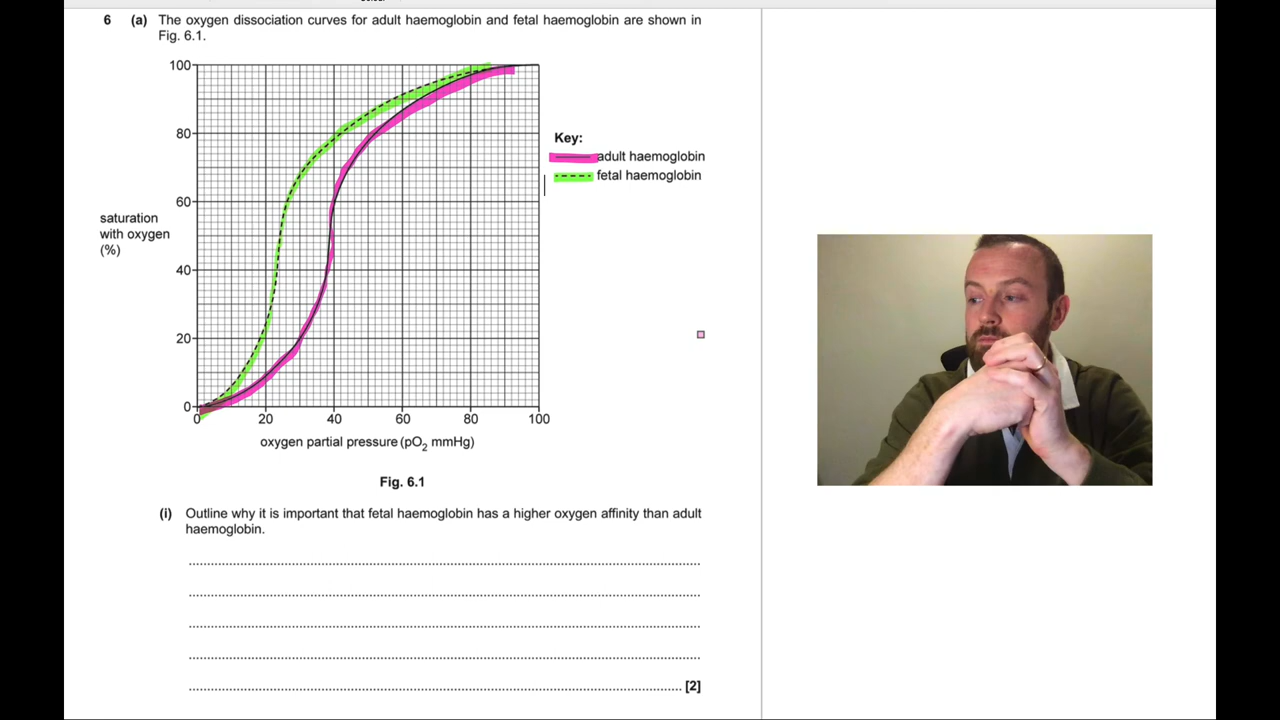 6 (a) The oxygen dissociation curves for adult haemoglobin and fetal haemoglobin are shown in
Fig. 6.1.
100
80
60
40
20
0
saturation
with oxygen
(%)
0 20 40 60 80 100
oxygen partial pressure (pO2 mmHg)
Key:
adult haemoglobin
fetal haemoglobin
Fig. 6.1
(i) Outline why it is important that fetal haemoglobin has a higher oxygen affinity than adult
haemoglobin.
[2]